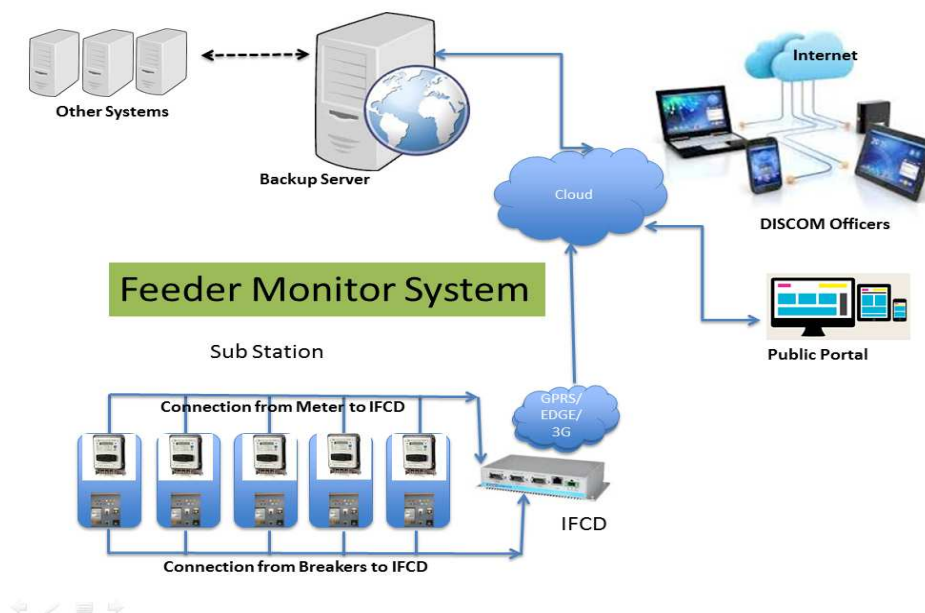 Internet
Other Systems
Backup Server
Cloud
DISCOM Officers
Feeder Monitor System
Public Portal
Sub Station
GPRS/
EDGE/
3G
Connection from Meter to IFCD
IFCD
Connection from Breakers to IFCD